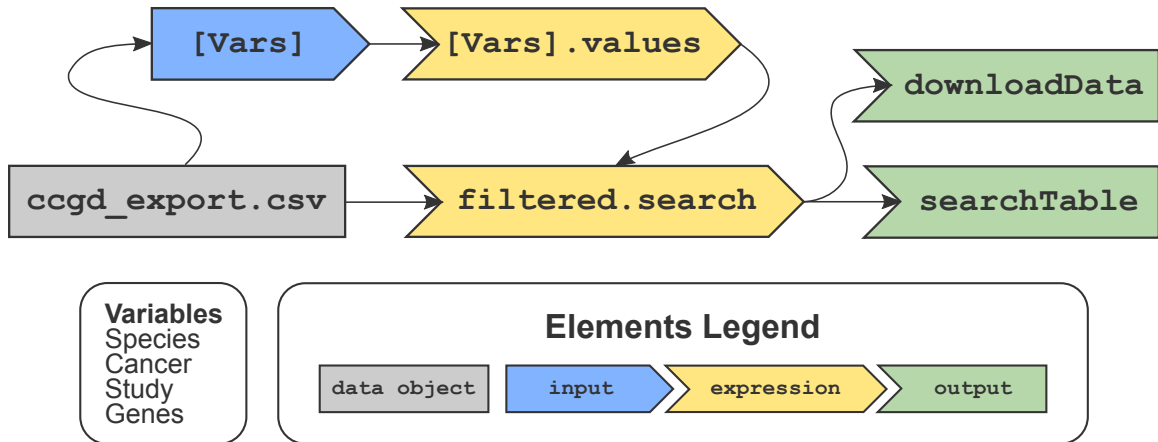 [Vars]
[Vars].values
downloadData
ccgd_export.csv
filtered.search
searchTable
Variables
Species
Cancer
Study
Genes
Elements Legend
data object
input
expression
output